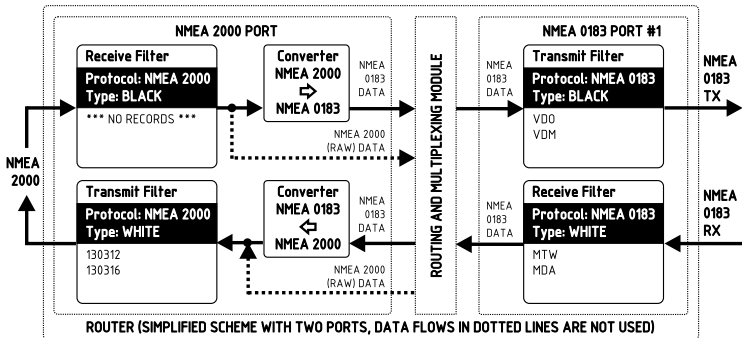 NMEA 2000 PORT
NMEA 0183 PORT #1
Receive Filter
Protocol: NMEA 2000
Type: BLACK
*** NO RECORDS ***
Converter
NMEA 2000
⇨
NMEA 0183
NMEA
0183
DATA
NMEA 2000
(RAW) DATA
ROUTING AND MULTIPLEXING MODULE
NMEA
0183
DATA
Transmit Filter
Protocol: NMEA 0183
Type: BLACK
VDO
VDM
NMEA
0183
TX
NMEA
2000
Transmit Filter
Protocol: NMEA 2000
Type: WHITE
130312
130316
Converter
NMEA 0183
⇦
NMEA 2000
NMEA
0183
DATA
NMEA 2000
(RAW) DATA
NMEA
0183
DATA
Receive Filter
Protocol: NMEA 0183
Type: WHITE
MTW
MDA
NMEA
0183
RX
ROUTER (SIMPLIFIED SCHEME WITH TWO PORTS, DATA FLOWS IN DOTTED LINES ARE NOT USED)